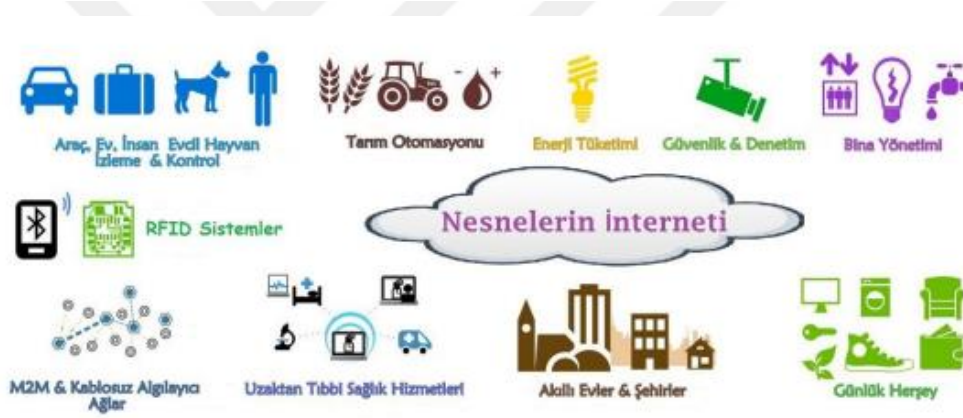 Araç, Ev, İnsan Evcil Hayvan
İzleme & Kontrol
Tarım Otomasyonu
Enerji Tüketimi
Güvenlik & Denetim
Bina Yönetimi
RFID Sistemler
Nesnelerin İnterneti
M2M & Kablosuz Algılayıcı
Ağlar
Uzaktan Tıbbi Sağlık Hizmetleri
Akıllı Evler & Şehirler
Günlük Herşey